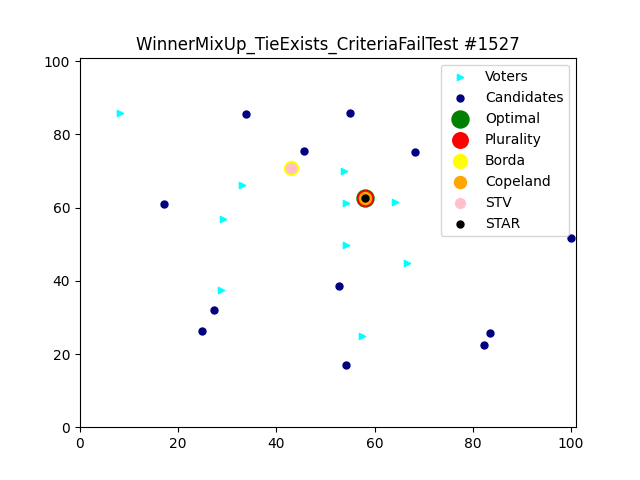 WinnerMixUp_TieExists_CriteriaFailTest #1527
100
80
60
40
20
0
0 20 40 60 80 100
Voters
Candidates
Optimal
Plurality
Borda
Copeland
STV
STAR